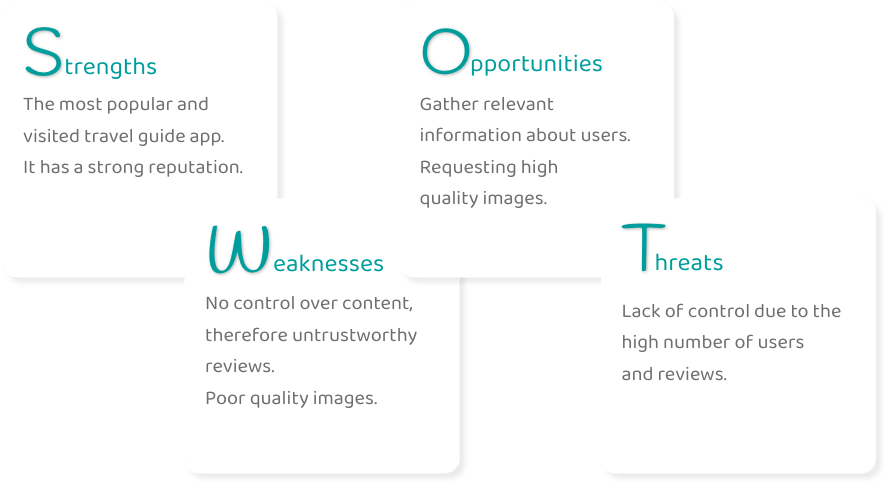 Strengths
The most popular and
visited travel guide app.
It has a strong reputation.
Weaknesses
No control over content,
therefore untrustworthy
reviews.
Poor quality images.
Opportunities
Gather relevant
information about users.
Requesting high
quality images.
Threats
Lack of control due to the
high number of users
and reviews.